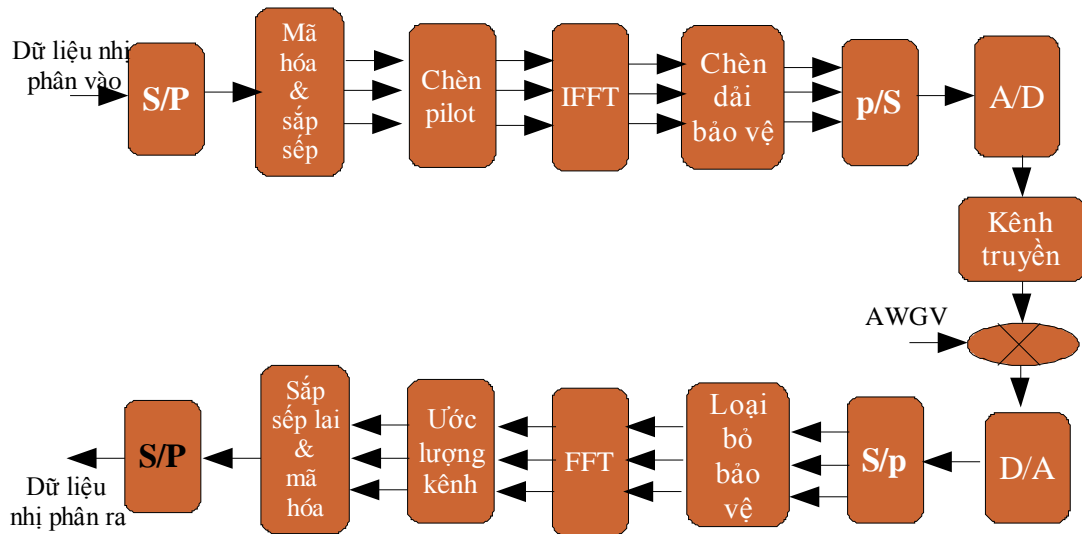 Dữ liệu nhị
phân vào
S/P
Mã
hóa
&
sắp
sếp
Chèn
pilot
IFFT
Chèn
dải
bảo vệ
p/S
A/D
Kênh
truyền
AWGV
D/A
S/p
Loại
bỏ
bảo
vệ
FFT
Ước
lượng
kênh
Sắp
sếp lai
&
mã
hóa
S/P
Dữ liệu
nhị phân ra